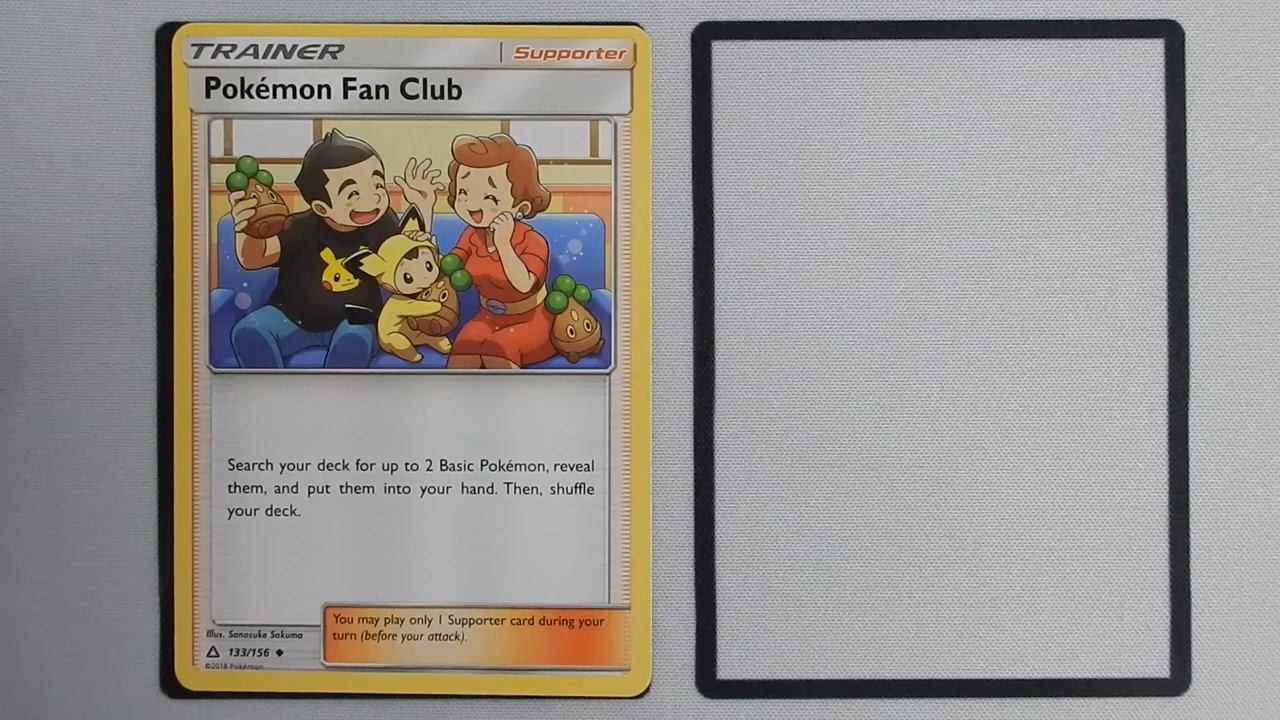 TRAINER Supporter
Pokémon Fan Club
Search your deck for up to 2 Basic Pokémon, reveal
them, and put them into your hand. Then, shuffle
your deck.
You may play only 1 Supporter card during your
turn (before your attack).
Illus. Sanosuke Sakuma
133/156
©2018 Pokémon